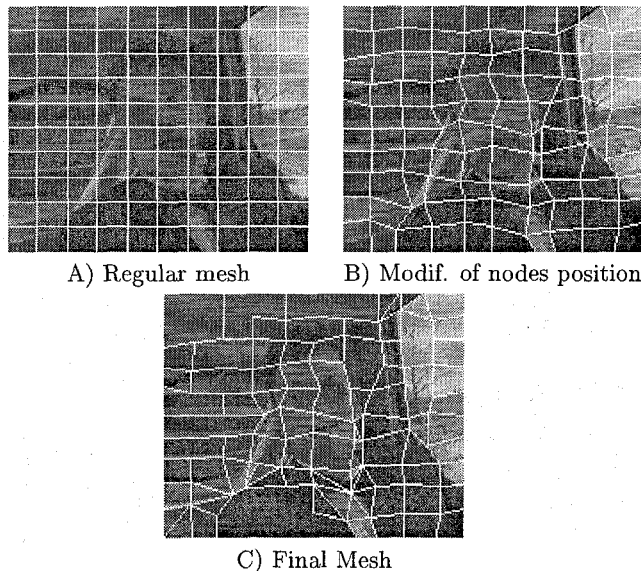 A) Regular mesh
B) Modif. of nodes position
C) Final Mesh